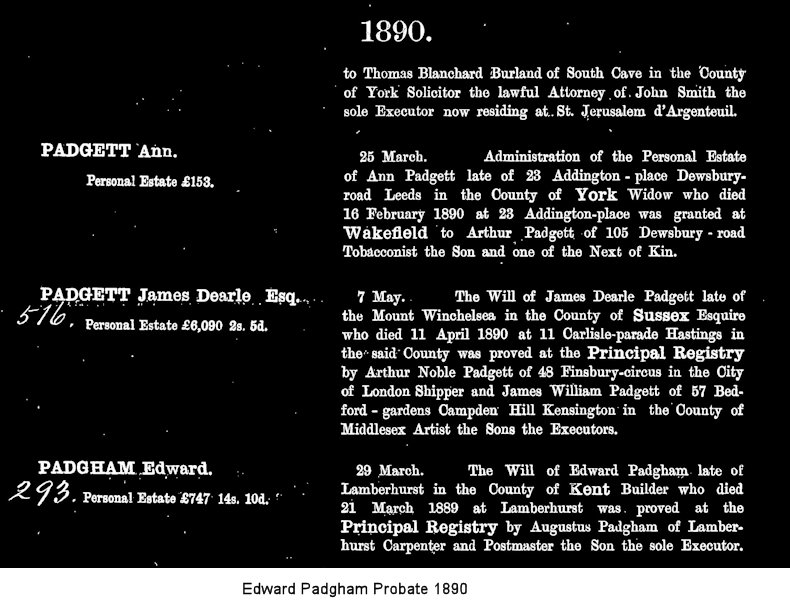 1890.
to Thomas Blanchard Burland of South Cave in the County
of York Solicitor the lawful Attorney of John Smith the
sole Executor now residing at St. Jerusalem d'Argenteuil.
PADGETT Ann.
Personal Estate £153.
25 March. Administration of the Personal Estate
of Ann Padgett late of 23 Addington-place Dewsbury-
road Leeds in the County of York Widow who died
16 February 1890 at 23 Addington-place was granted at
Wakefield to Arthur Padgett of 105 Dewsbury-road
Tobacconist the Son and one of the Next of Kin.
PADGETT James Dearle Esq.
516. Personal Estate £6,090 2s. 5d.
7 May. The Will of James Dearle Padgett late of
the Mount Winchelsea in the County of Sussex Esquire
who died 11 April 1890 at 11 Carlisle-parade Hastings in
the said County was proved at the Principal Registry
by Arthur Noble Padgett of 48 Finsbury-circus in the City
of London Shipper and James William Padgett of 57 Bed-
ford-gardens Campden Hill Kensington in the County of
Middlesex Artist the Sons the Executors.
PADGHAM Edward.
293. Personal Estate £747 14s. 10d.
29 March. The Will of Edward Padgham late of
Lamberhurst in the County of Kent Builder who died
21 March 1889 at Lamberhurst was proved at the
Principal Registry by Augustus Padgham of Lamber-
hurst Carpenter and Postmaster the Son the sole Executor.
Edward Padgham Probate 1890